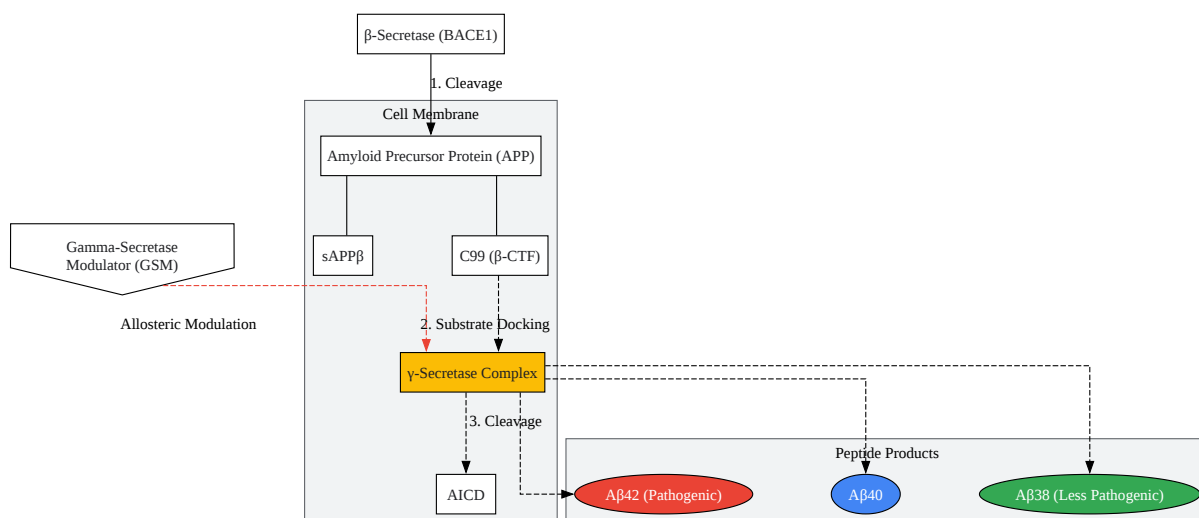 β-Secretase (BACE1)
1. Cleavage
Cell Membrane
Amyloid Precursor Protein (APP)
Gamma-Secretase
Modulator (GSM)
sAPPβ
C99 (β-CTF)
Allosteric Modulation
2. Substrate Docking
γ-Secretase Complex
3. Cleavage
Peptide Products
AICD
Aβ42 (Pathogenic)
Aβ40
Aβ38 (Less Pathogenic)